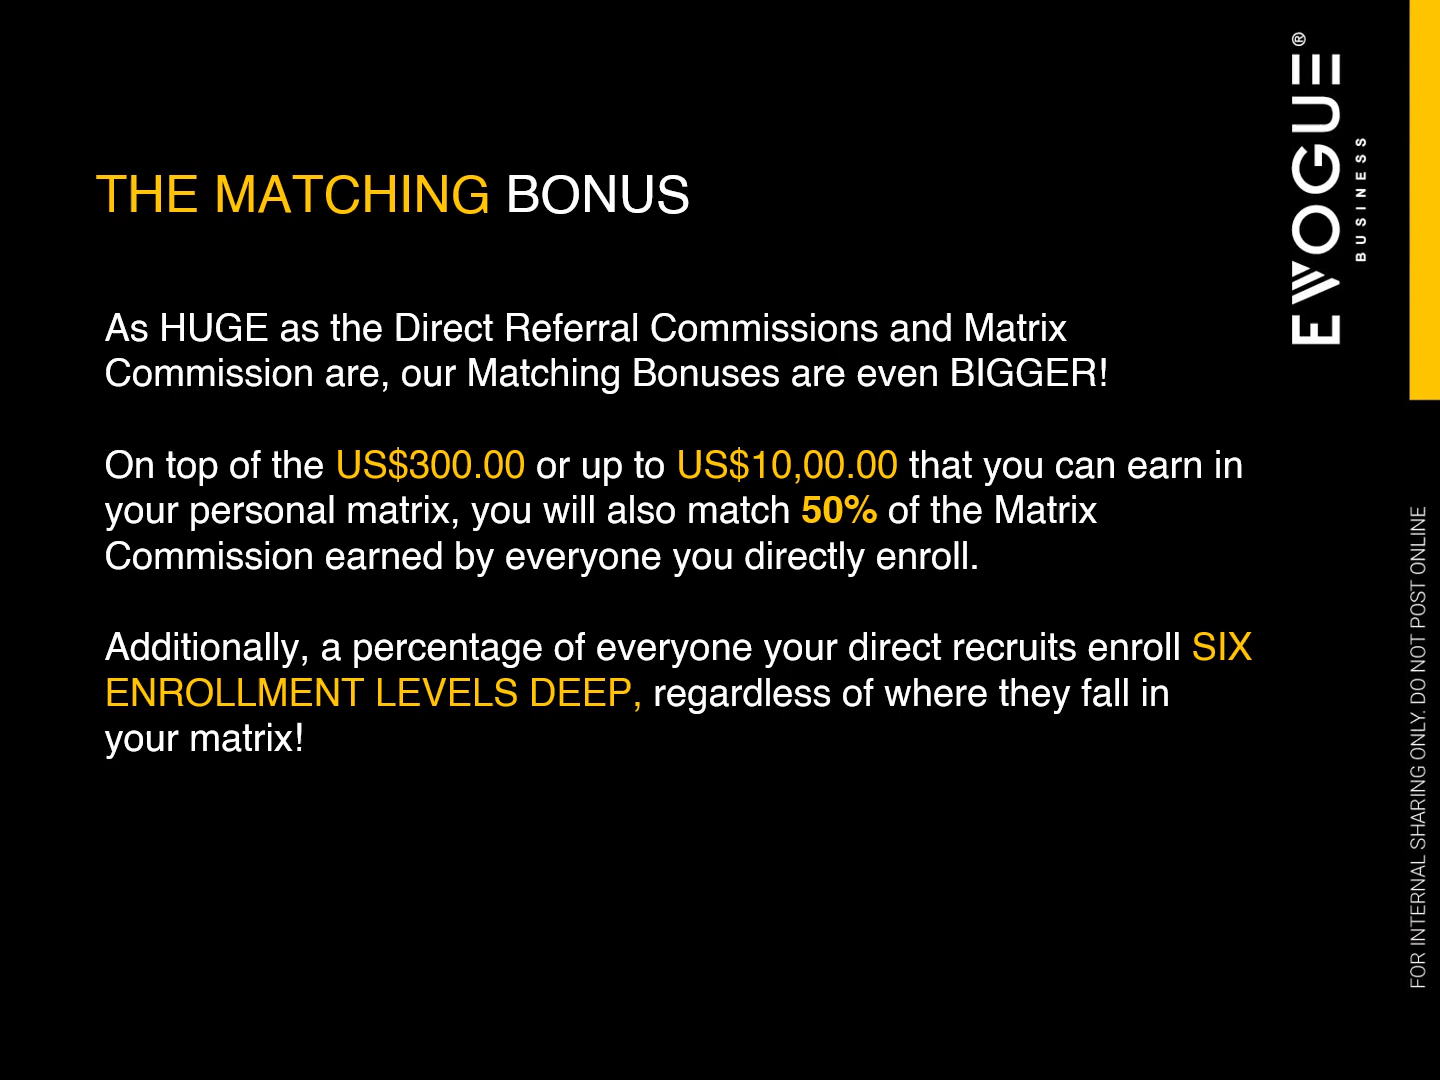 THE MATCHING BONUS
As HUGE as the Direct Referral Commissions and Matrix
Commission are, our Matching Bonuses are even BIGGER!
On top of the US$300.00 or up to US$10,00.00 that you can earn in
your personal matrix, you will also match 50% of the Matrix
Commission earned by everyone you directly enroll.
Additionally, a percentage of everyone your direct recruits enroll SIX
ENROLLMENT LEVELS DEEP, regardless of where they fall in
your matrix!
EVOGUE®
BUSINESS
FOR INTERNAL SHARING ONLY. DO NOT POST ONLINE